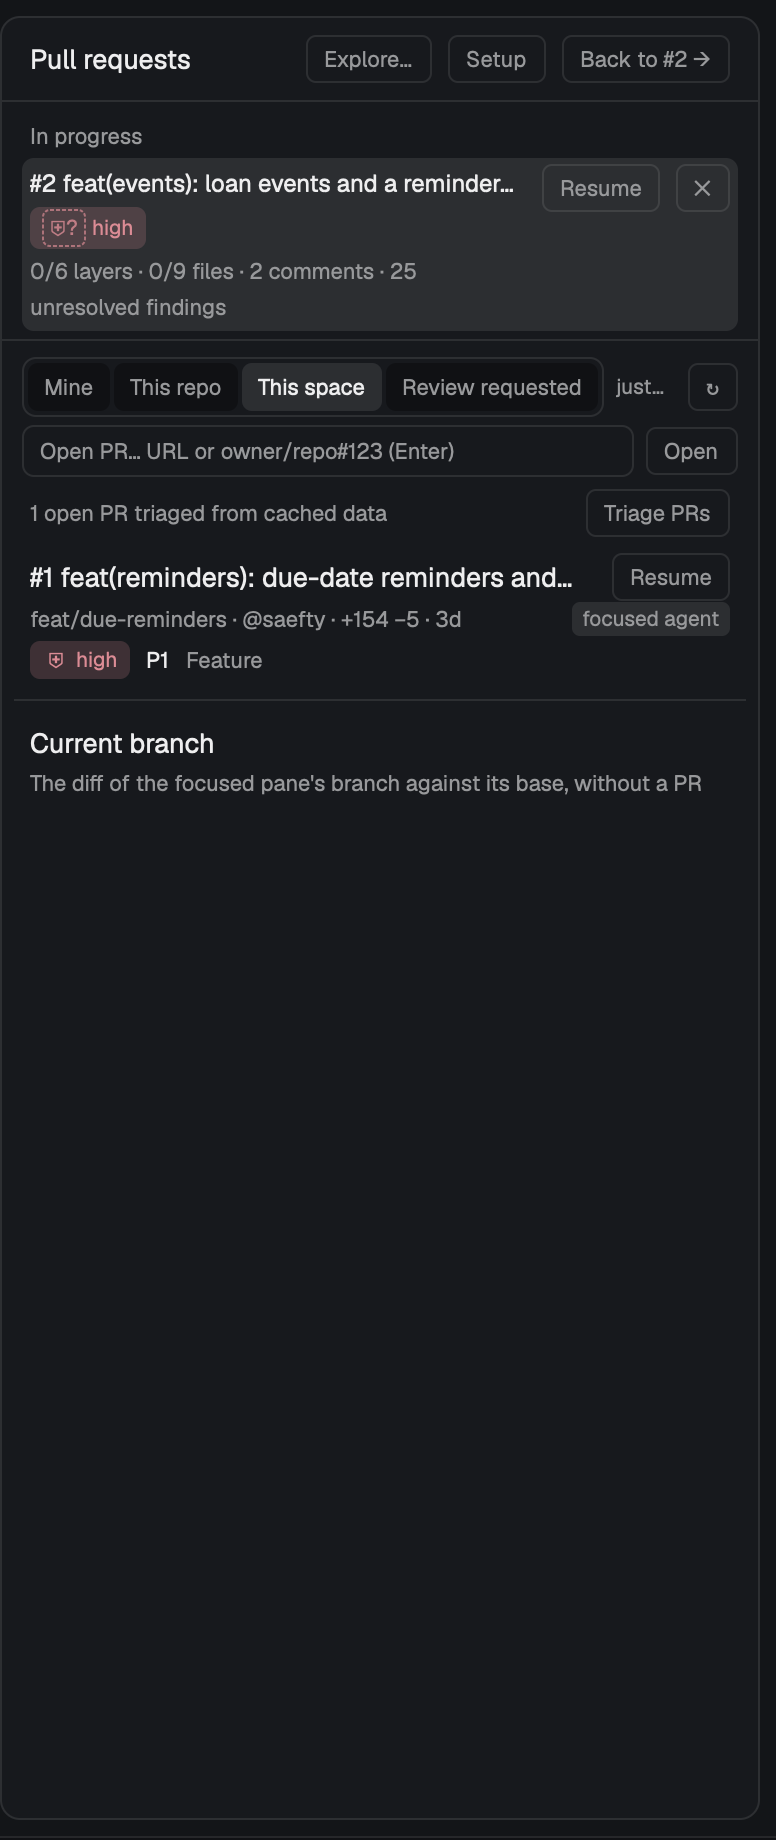 Pull requests
Explore...
Setup
Back to #2 →
In progress
#2 feat(events): loan events and a reminder...
Resume
×
? high
0/6 layers · 0/9 files · 2 comments · 25
unresolved findings
Mine
This repo
This space
Review requested
just...
↻
Open PR... URL or owner/repo#123 (Enter)
Open
1 open PR triaged from cached data
Triage PRs
#1 feat(reminders): due-date reminders and...
Resume
feat/due-reminders · @saefty · +154 −5 · 3d
focused agent
high P1 Feature
Current branch
The diff of the focused pane's branch against its base, without a PR